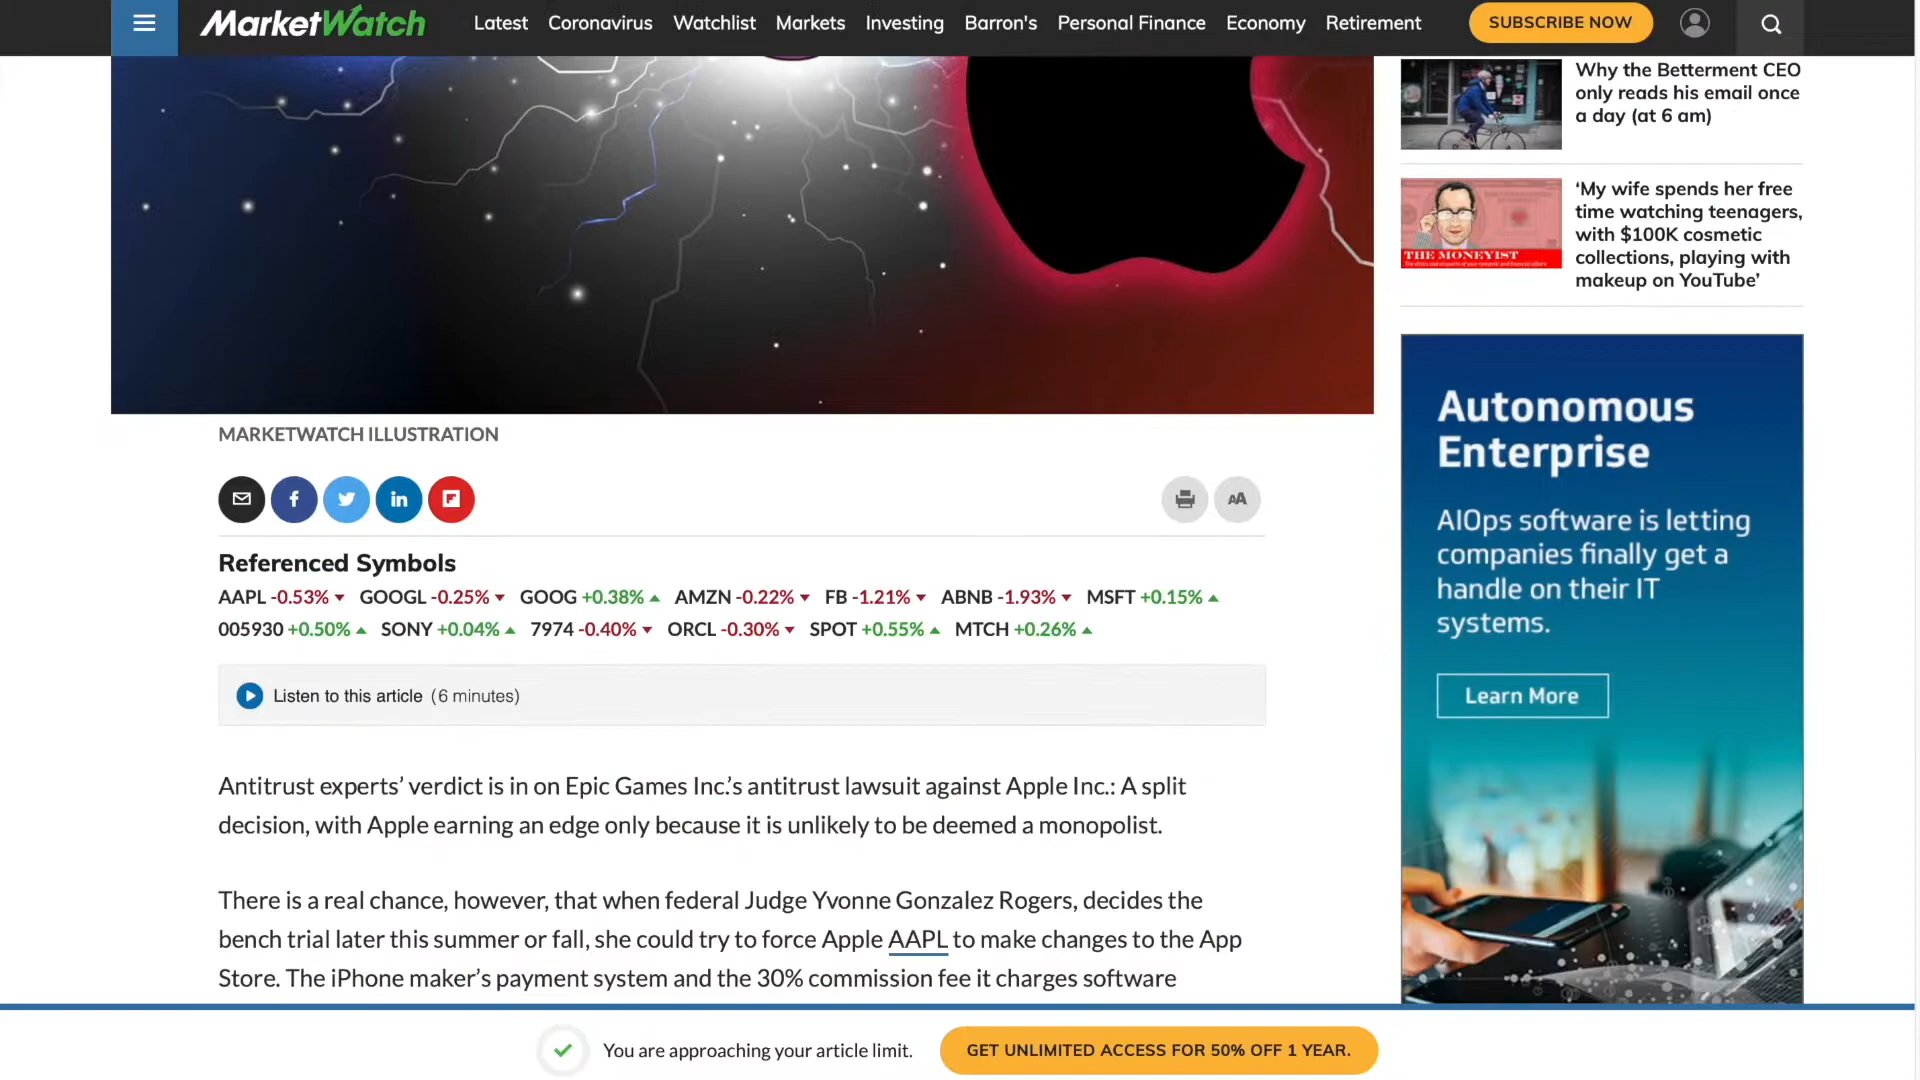 MarketWatch
Latest Coronavirus Watchlist Markets Investing Barron's Personal Finance Economy Retirement
SUBSCRIBE NOW
Why the Betterment CEO
only reads his email once
a day (at 6 am)
THE MONEYIST
‘My wife spends her free
time watching teenagers,
with $100K cosmetic
collections, playing with
makeup on YouTube’
MARKETWATCH ILLUSTRATION
Referenced Symbols
AAPL -0.53% GOOGL -0.25% GOOG +0.38% AMZN -0.22% FB -1.21% ABNB -1.93% MSFT +0.15%
005930 +0.50% SONY +0.04% 7974 -0.40% ORCL -0.30% SPOT +0.55% MTCH +0.26%
Listen to this article (6 minutes)
Antitrust experts’ verdict is in on Epic Games Inc.’s antitrust lawsuit against Apple Inc.: A split
decision, with Apple earning an edge only because it is unlikely to be deemed a monopolist.
There is a real chance, however, that when federal Judge Yvonne Gonzalez Rogers, decides the
bench trial later this summer or fall, she could try to force Apple AAPL to make changes to the App
Store. The iPhone maker’s payment system and the 30% commission fee it charges software
Autonomous
Enterprise
AIOps software is letting
companies finally get a
handle on their IT
systems.
Learn More
You are approaching your article limit.
GET UNLIMITED ACCESS FOR 50% OFF 1 YEAR.